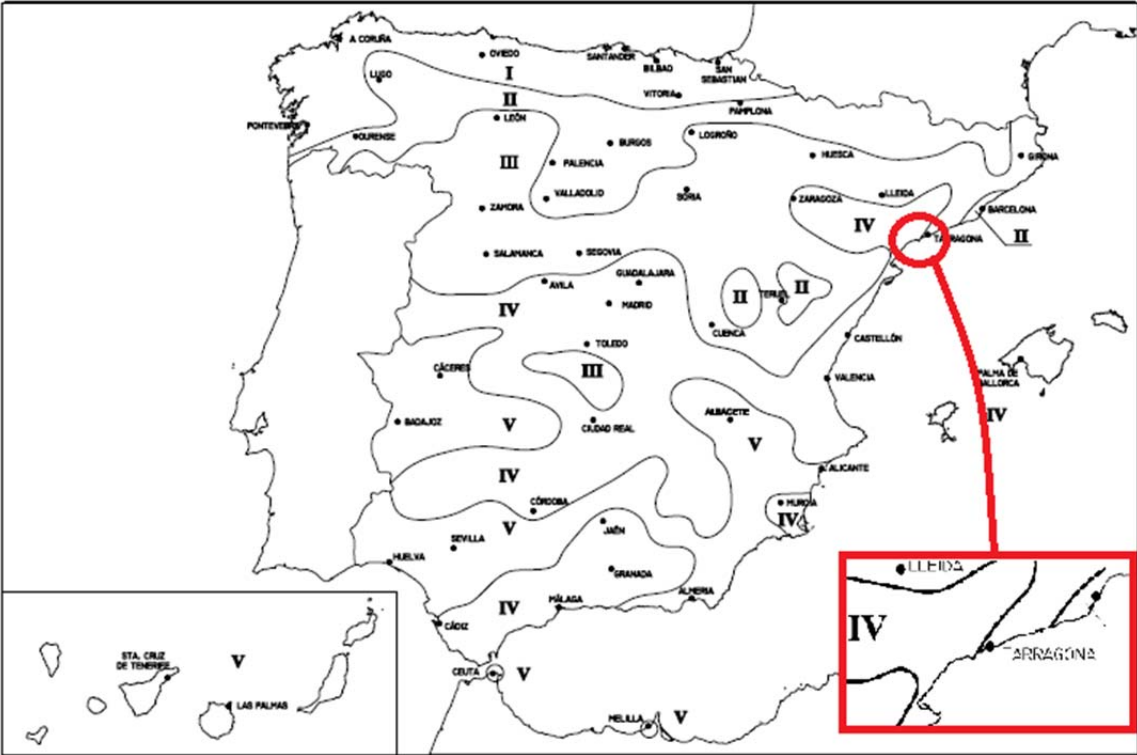 A CORUÑA
LUGO
OVIEDO
SANTANDER
BILBAO
SAN
SEBASTIAN
I
VITORIA
PAMPLONA
II
PONTEVEDRA
OURENSE
LEÓN
BURGOS
LOGROÑO
HUESCA
GIRONA
III
PALENCIA
VALLADOLID
SORIA
ZARAGOZA
LLEIDA
BARCELONA
ZAMORA
IV
TARRAGONA
II
SALAMANCA
SEGOVIA
AVILA
GUADALAJARA
MADRID
II
TERUEL
II
IV
CUENCA
TOLEDO
CASTELLÓN
CÁCERES
III
VALENCIA
PALMA DE
MALLORCA
IV
BADAJOZ
V
CIUDAD REAL
ALBACETE
V
IV
ALICANTE
CÓRDOBA
MURCIA
IV
V
JAÉN
SEVILLA
HUELVA
GRANADA
ALMERIA
IV
MÁLAGA
CÁDIZ
CEUTA
V
MELILLA
V
STA. CRUZ
DE TENERIFE
V
LAS PALMAS
LLEIDA
IV
TARRAGONA